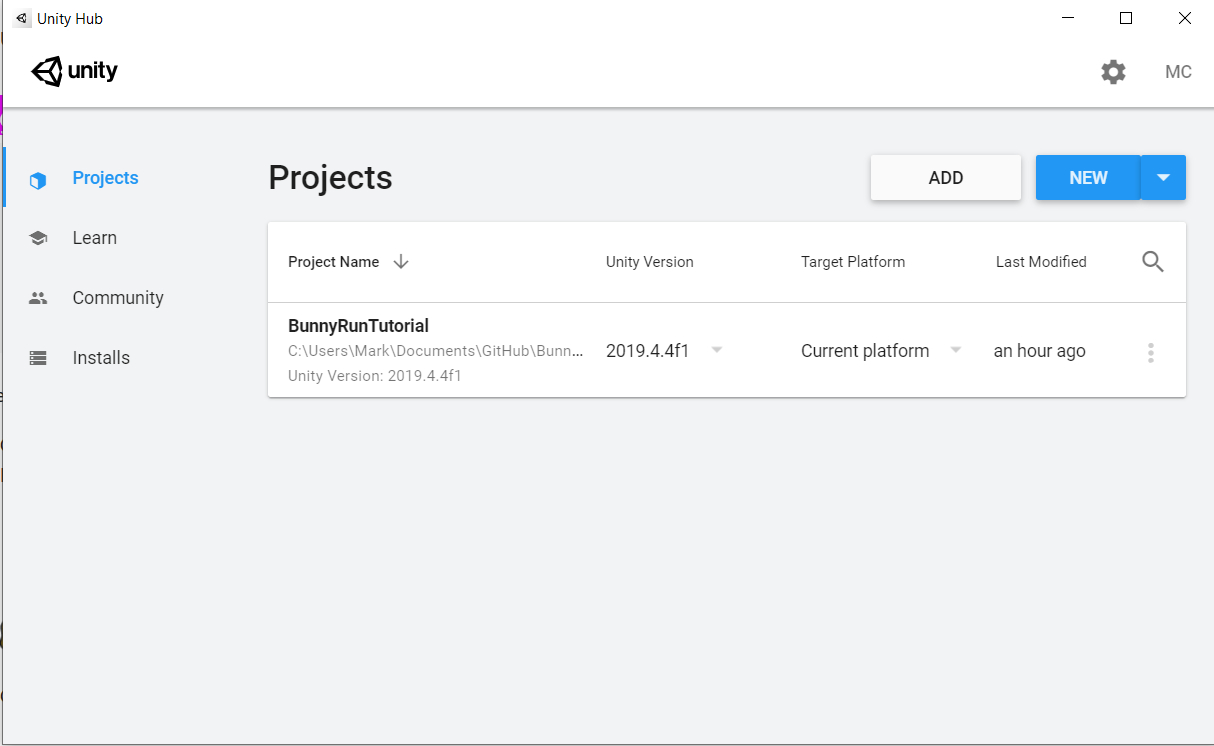 Unity Hub
unity
MC
Projects
Learn
Community
Installs
Projects
ADD
NEW
Project Name
Unity Version
Target Platform
Last Modified
BunnyRunTutorial
C:\Users\Mark\Documents\GitHub\Bunn...
Unity Version: 2019.4.4f1
2019.4.4f1
Current platform
an hour ago